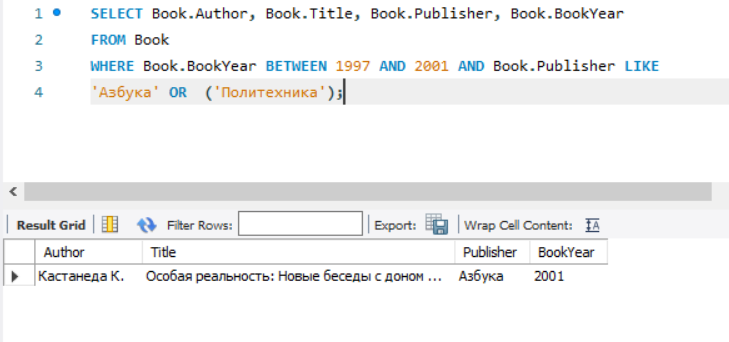 1 SELECT Book.Author, Book.Title, Book.Publisher, Book.BookYear
2 FROM Book
3 WHERE Book.BookYear BETWEEN 1997 AND 2001 AND Book.Publisher LIKE
4 'Азбука' OR ('Политехника');
Result Grid Filter Rows: Export: Wrap Cell Content: IA
Author Title Publisher BookYear
Кастанеда К. Особая реальность: Новые беседы с доном ... Азбука 2001